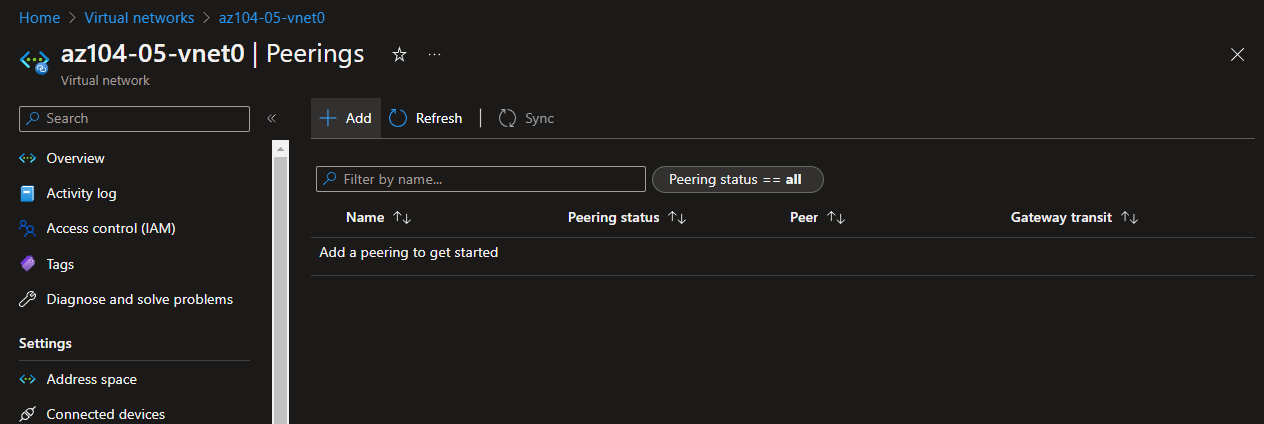 Home > Virtual networks > az104-05-vnet0
az104-05-vnet0 | Peerings ...
Virtual network
Search
Add Refresh | Sync
Overview
Activity log
Access control (IAM)
Tags
Diagnose and solve problems
Settings
Address space
Connected devices
Filter by name... Peering status == all
Name Peering status Peer Gateway transit
Add a peering to get started